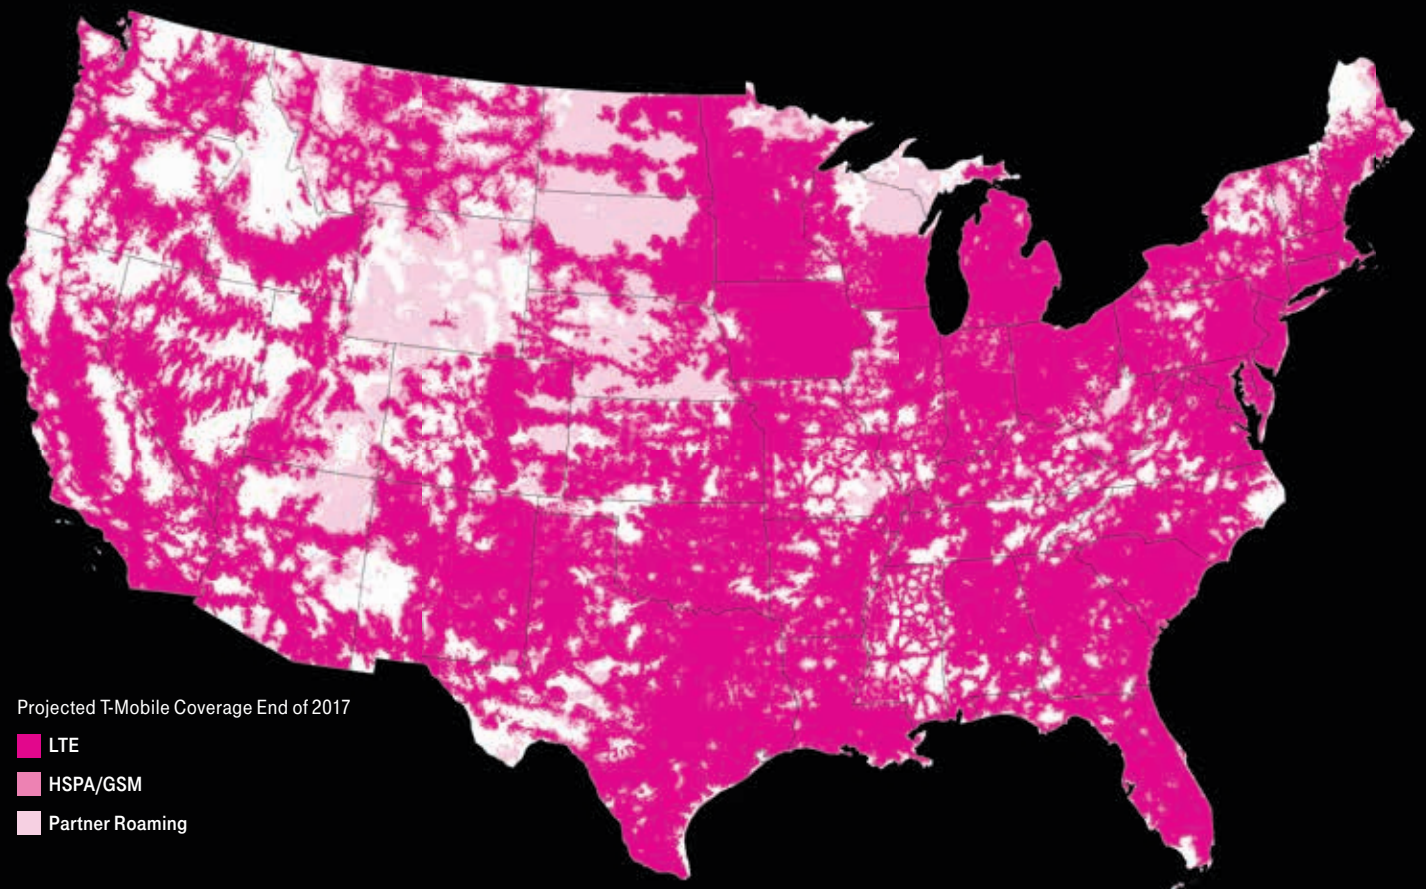 Projected T-Mobile Coverage End of 2017
LTE
HSPA/GSM
Partner Roaming